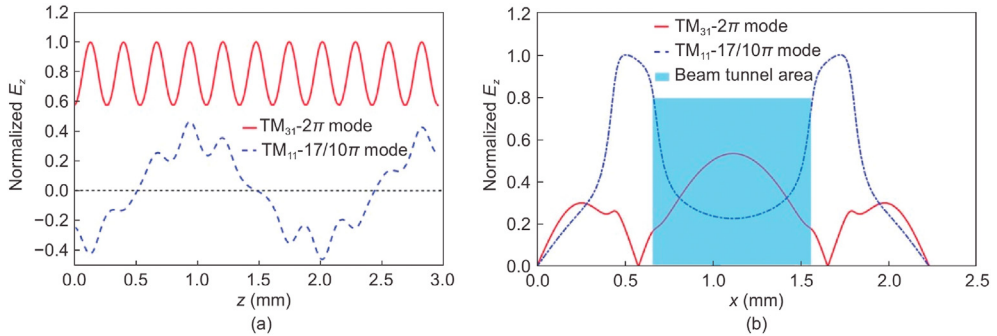 1.2
1.0
0.8
0.6
0.4
0.2
0.0
−0.2
−0.4
Normalized Ez
TM31-2π mode
TM11-17/10π mode
0.0 0.5 1.0 1.5 2.0 2.5 3.0
z (mm)
(a)
1.2
1.0
0.8
0.6
0.4
0.2
0.0
Normalized Ez
TM31-2π mode
TM11-17/10π mode
Beam tunnel area
0.0 0.5 1.0 1.5 2.0 2.5
x (mm)
(b)